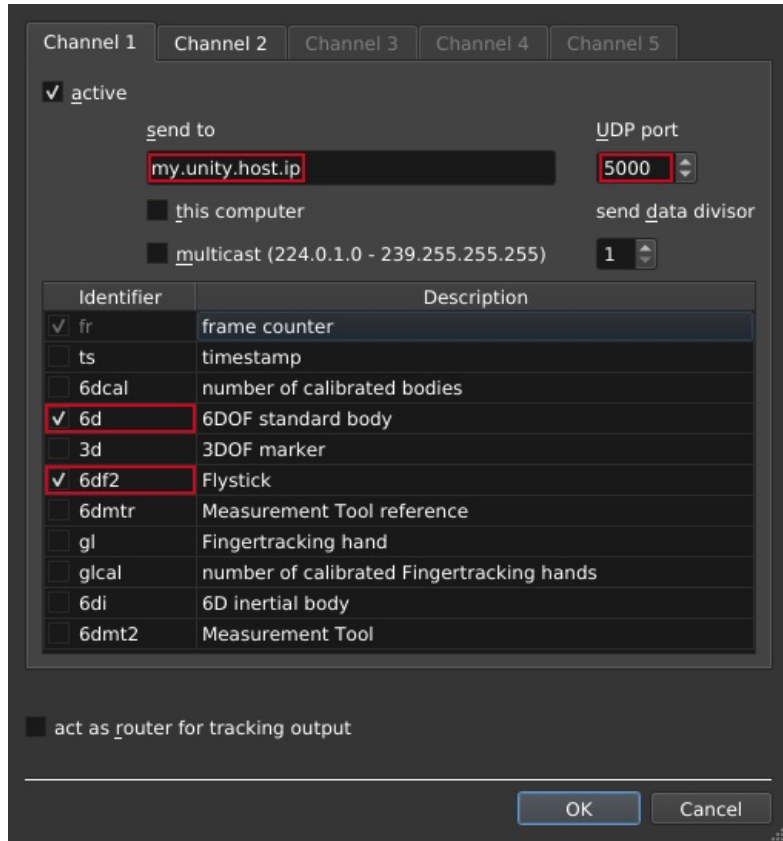 Channel 1 Channel 2 Channel 3 Channel 4 Channel 5
active
send to UDP port
my.unity.host.ip 5000
this computer send data divisor
multicast (224.0.1.0 - 239.255.255.255) 1
Identifier Description
fr frame counter
ts timestamp
6dcal number of calibrated bodies
6d 6DOF standard body
3d 3DOF marker
6df2 Flystick
6dmtr Measurement Tool reference
gl Fingertracking hand
glcal number of calibrated Fingertracking hands
6di 6D inertial body
6dmt2 Measurement Tool
act as router for tracking output
OK Cancel